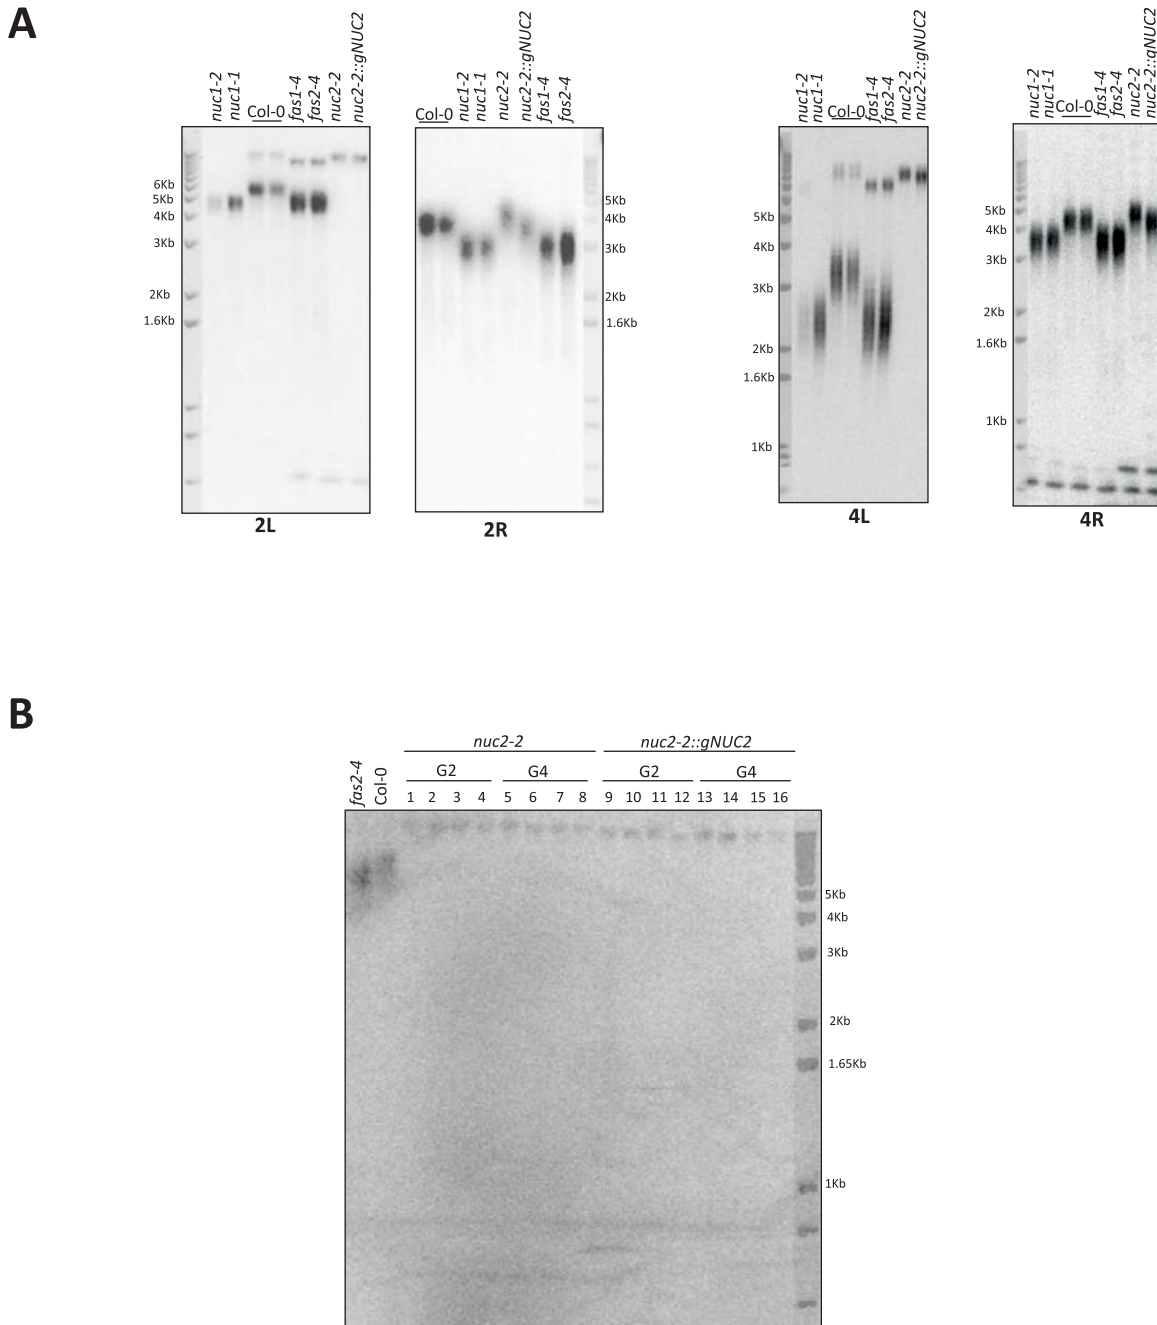 A
nuc1-2 nuc1-1 Col-0 fas1-4 fas2-4 nuc2-2 nuc2-2::gNUC2
6Kb
5Kb
4Kb
3Kb
2Kb
1.6Kb
2L
Col-0 nuc1-2 nuc1-1 nuc2-2 nuc2-2::gNUC2 fas1-4 fas2-4
5Kb
4Kb
3Kb
2Kb
1.6Kb
2R
nuc1-2 nuc1-1 Col-0 fas1-4 fas2-4 nuc2-2 nuc2-2::gNUC2
5Kb
4Kb
3Kb
2Kb
1.6Kb
1Kb
4L
nuc1-2 nuc1-1 Col-0 fas1-4 fas2-4 nuc2-2 nuc2-2::gNUC2
5Kb
4Kb
3Kb
2Kb
1.6Kb
1Kb
4R
B
nuc2-2 nuc2-2::gNUC2
G2 G4 G2 G4
fas2-4 Col-0 1 2 3 4 5 6 7 8 9 10 11 12 13 14 15 16
5Kb
4Kb
3Kb
2Kb
1.65Kb
1Kb